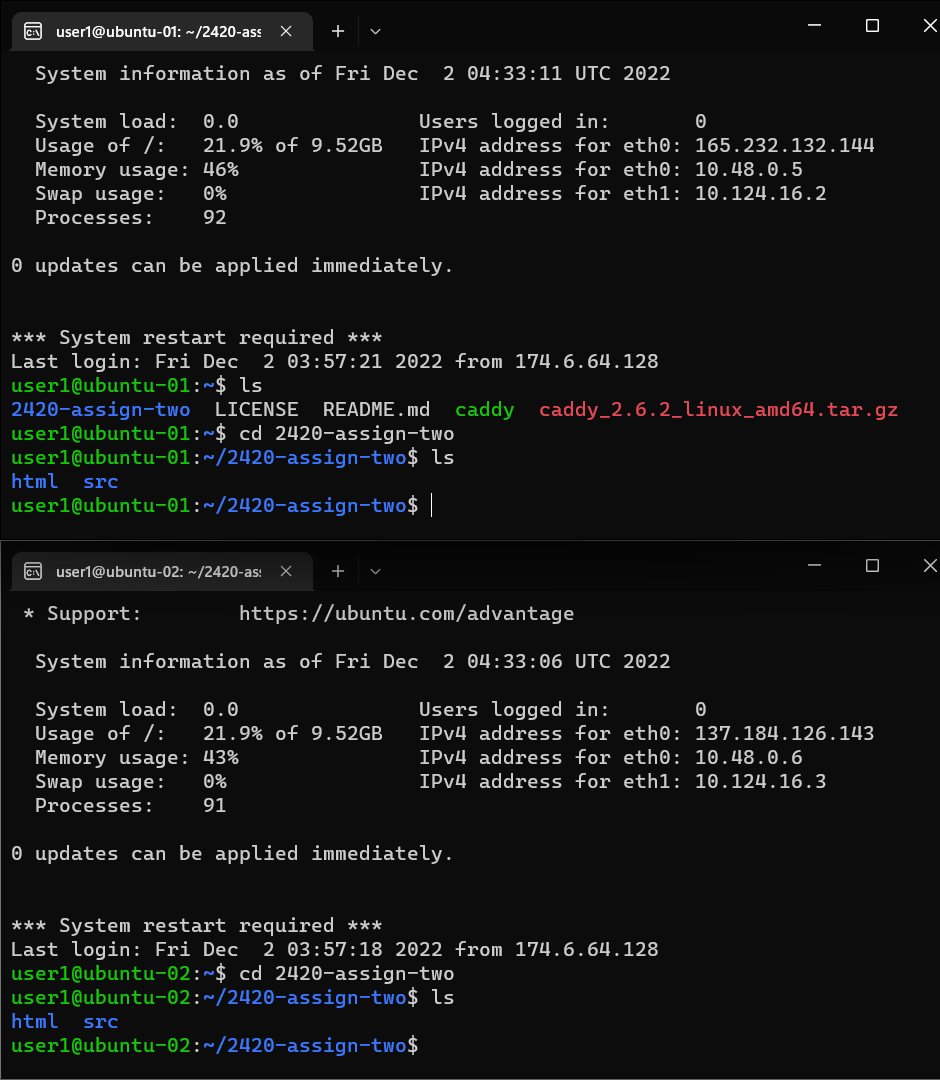 user1@ubuntu-01: ~/2420-ass
System information as of Fri Dec  2 04:33:11 UTC 2022
System load:  0.0               Users logged in:       0
Usage of /:   21.9% of 9.52GB   IPv4 address for eth0: 165.232.132.144
Memory usage: 46%               IPv4 address for eth0: 10.48.0.5
Swap usage:   0%                IPv4 address for eth1: 10.124.16.2
Processes:    92
0 updates can be applied immediately.
*** System restart required ***
Last login: Fri Dec  2 03:57:21 2022 from 174.6.64.128
user1@ubuntu-01:~$ ls
2420-assign-two  LICENSE  README.md  caddy  caddy_2.6.2_linux_amd64.tar.gz
user1@ubuntu-01:~$ cd 2420-assign-two
user1@ubuntu-01:~/2420-assign-two$ ls
html  src
user1@ubuntu-01:~/2420-assign-two$
user1@ubuntu-02: ~/2420-as
* Support:        https://ubuntu.com/advantage
System information as of Fri Dec  2 04:33:06 UTC 2022
System load:  0.0               Users logged in:       0
Usage of /:   21.9% of 9.52GB   IPv4 address for eth0: 137.184.126.143
Memory usage: 43%               IPv4 address for eth0: 10.48.0.6
Swap usage:   0%                IPv4 address for eth1: 10.124.16.3
Processes:    91
0 updates can be applied immediately.
*** System restart required ***
Last login: Fri Dec  2 03:57:18 2022 from 174.6.64.128
user1@ubuntu-02:~$ cd 2420-assign-two
user1@ubuntu-02:~/2420-assign-two$ ls
html  src
user1@ubuntu-02:~/2420-assign-two$